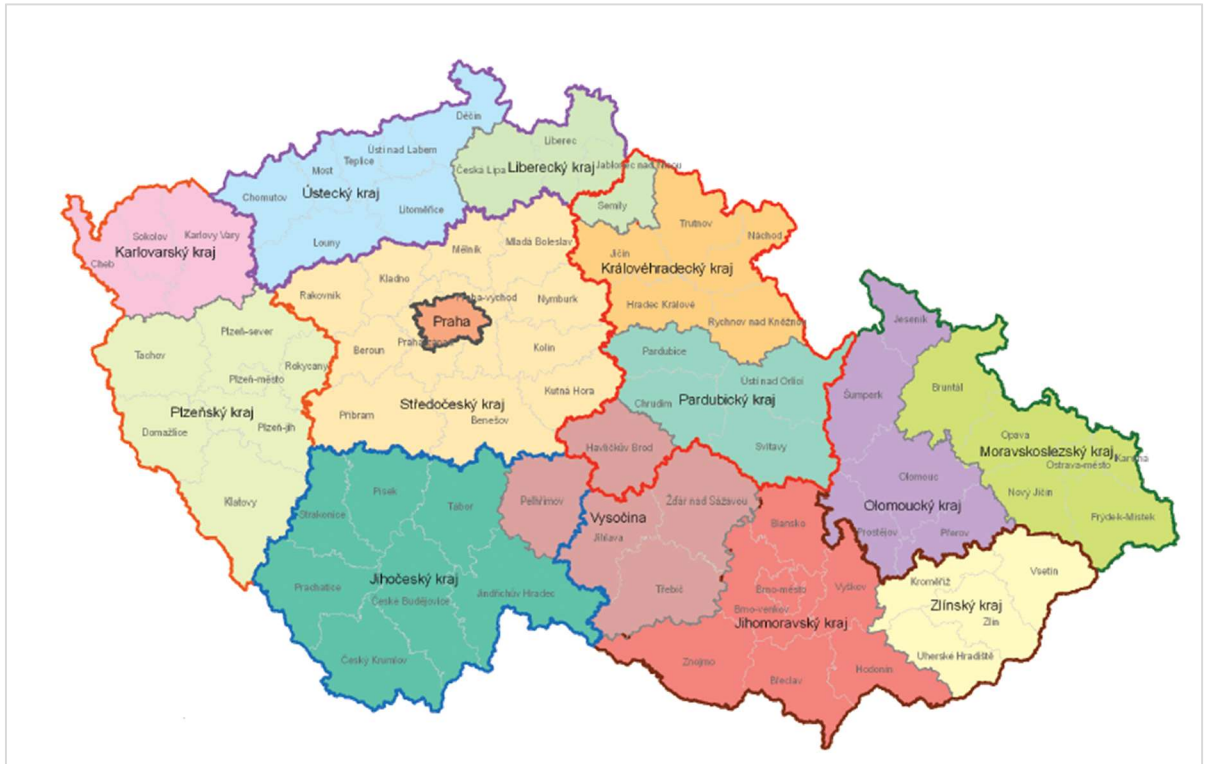 Děčín
Ústí nad Labem
Teplice
Most
Chomutov
Ústecký kraj
Litoměřice
Louny
Liberec
Česká Lípa
Liberecký kraj
Jablonec nad Nisou
Semily
Sokolov
Karlovy Vary
Karlovarský kraj
Cheb
Mělník
Mladá Boleslav
Kladno
Rakovník
Praha-východ
Nymburk
Praha
Beroun
Kolín
Kutná Hora
Středočeský kraj
Příbram
Benešov
Trutnov
Náchod
Jičín
Královéhradecký kraj
Hradec Králové
Rychnov nad Kněžnou
Pardubice
Ústí nad Orlicí
Chrudim
Pardubický kraj
Svitavy
Plzeň-sever
Tachov
Rokycany
Plzeň-město
Plzeňský kraj
Plzeň-jih
Domažlice
Klatovy
Havlíčkův Brod
Pelhřimov
Žďár nad Sázavou
Vysočina
Jihlava
Třebíč
Písek
Tábor
Strakonice
Jihočeský kraj
Prachatice
České Budějovice
Jindřichův Hradec
Český Krumlov
Blansko
Brno-město
Vyškov
Brno-venkov
Jihomoravský kraj
Znojmo
Břeclav
Hodonín
Jeseník
Šumperk
Olomouc
Olomoucký kraj
Prostějov
Přerov
Bruntál
Opava
Moravskoslezský kraj
Karviná
Ostrava-město
Nový Jičín
Frýdek-Místek
Kroměříž
Vsetín
Zlínský kraj
Zlín
Uherské Hradiště